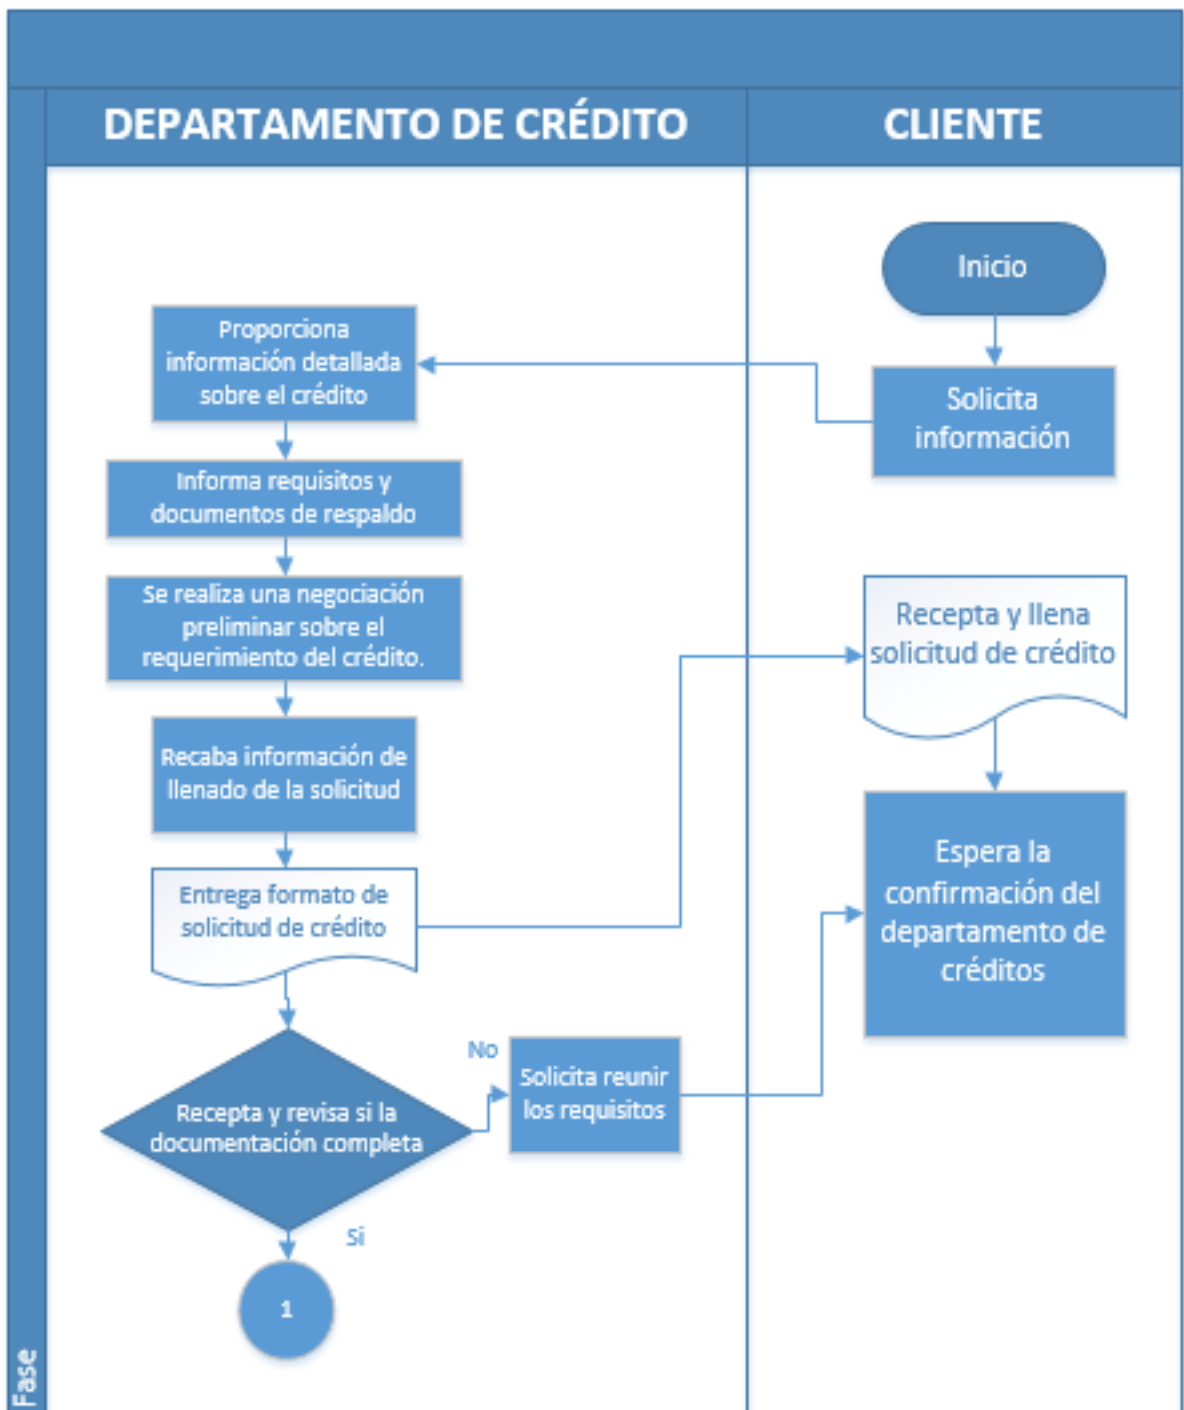 DEPARTAMENTO DE CRÉDITO
CLIENTE
Inicio
Solicita
información
Proporciona
información detallada
sobre el crédito
Informa requisitos y
documentos de respaldo
Se realiza una negociación
preliminar sobre el
requerimiento del crédito.
Recaba información de
llenado de la solicitud
Entrega formato de
solicitud de crédito
Recepta y llena
solicitud de crédito
Espera la
confirmación del
departamento de
créditos
Recepta y revisa si la
documentación completa
No
Solicita reunir
los requisitos
Si
1
Fase